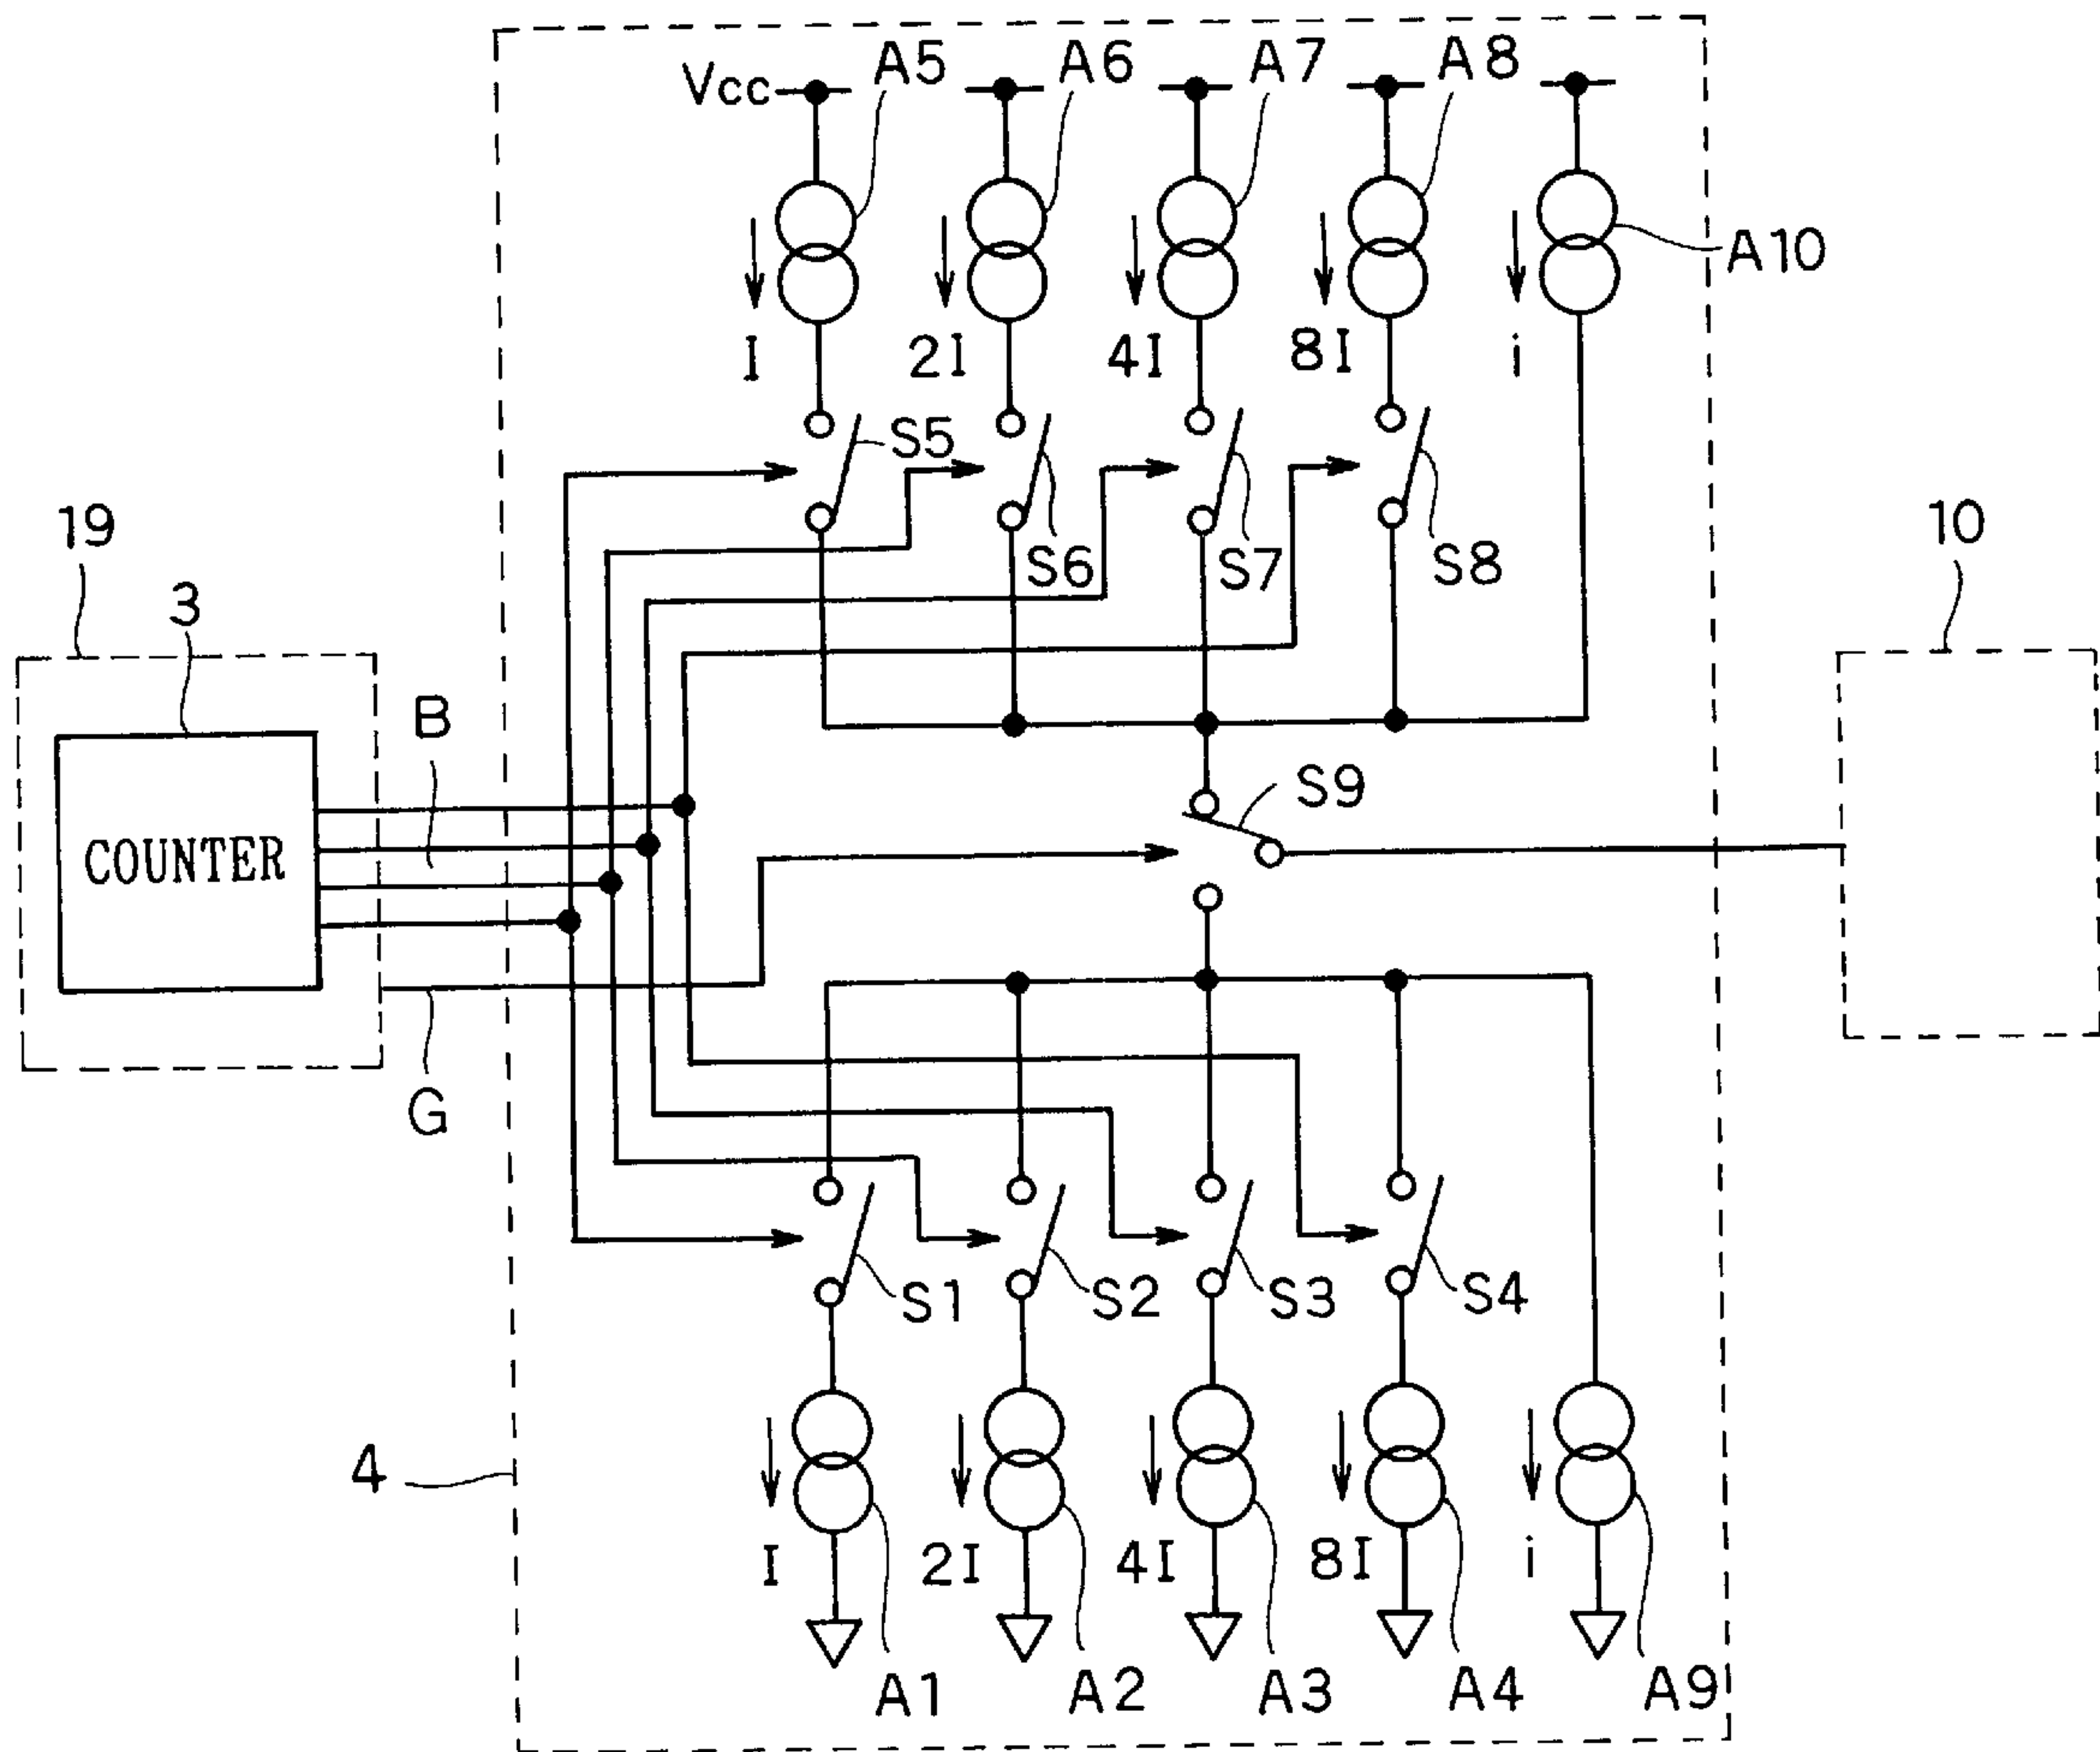 Vcc A5 A6 A7 A8
A10
I 2I 4I 8I i
S5
S6 S7 S8
19
3
10
B
S9
COUNTER
G
S1 S2 S3 S4
4
I 2I 4I 8I i
A1 A2 A3 A4 A9